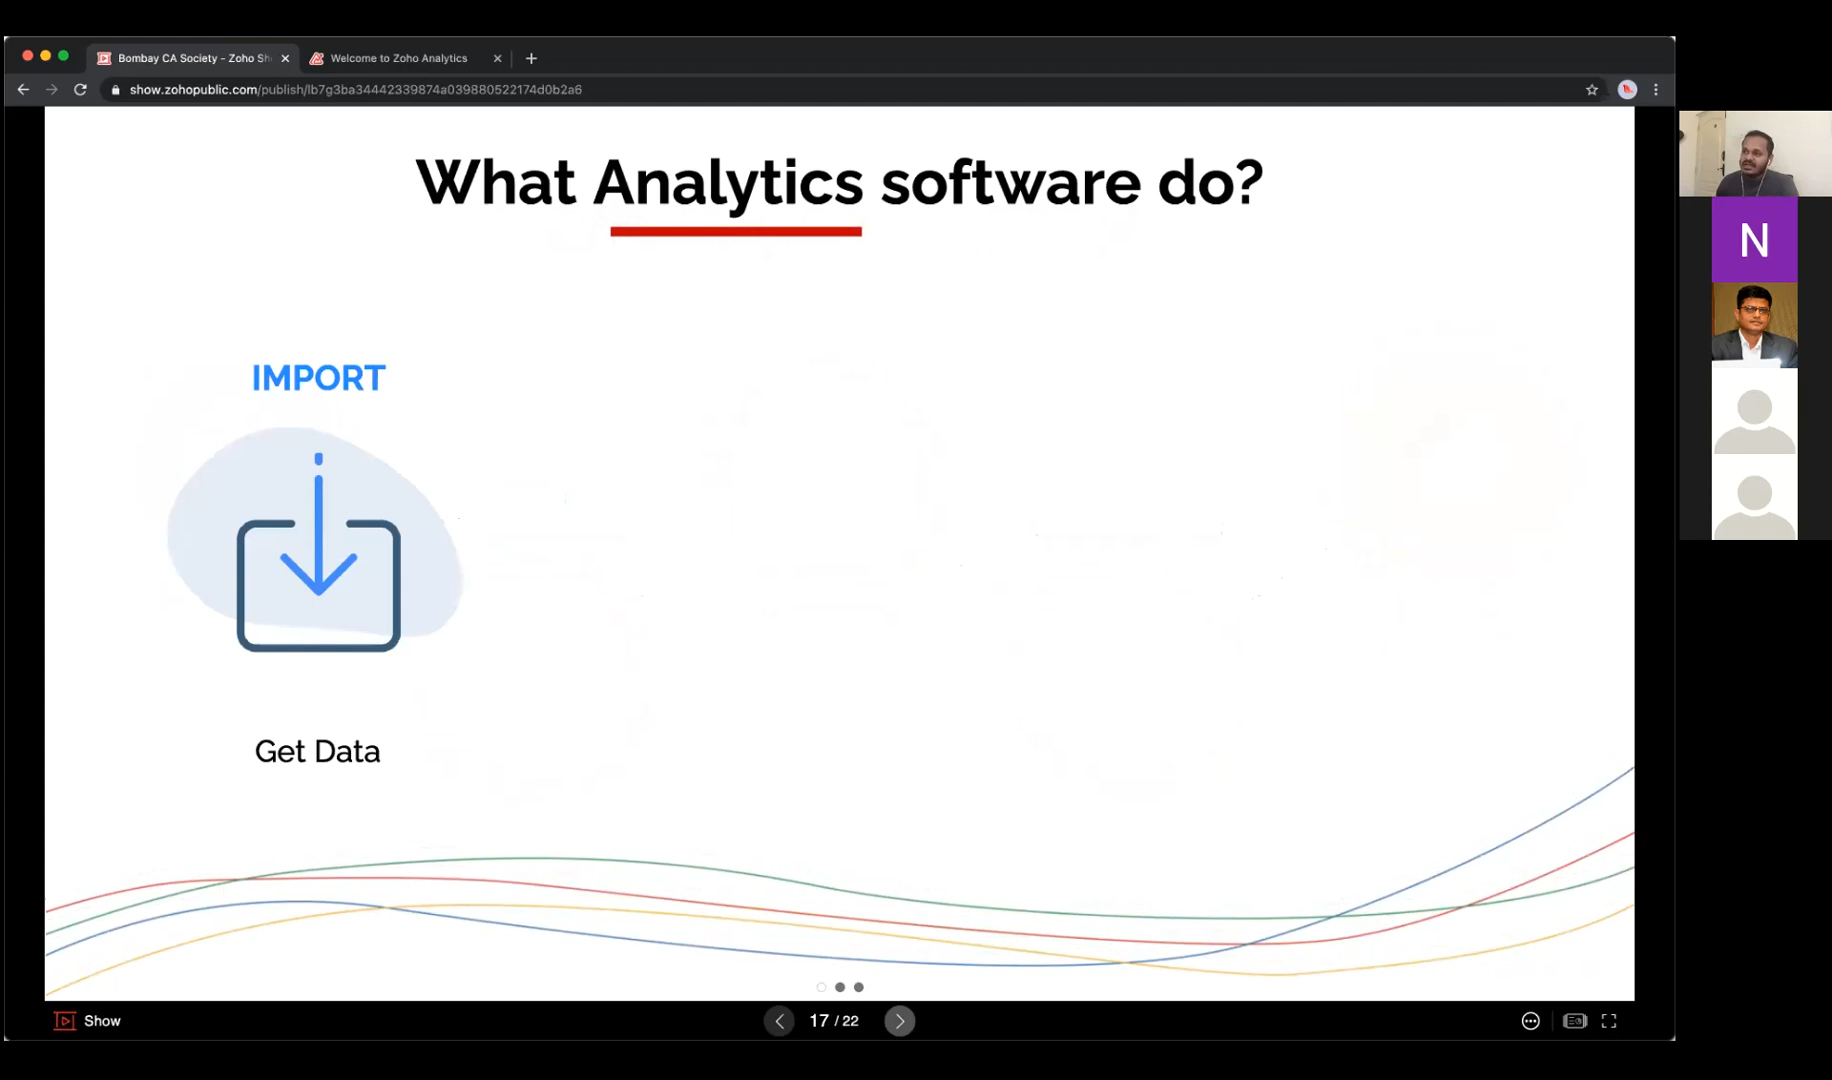 Bombay CA Society - Zoho Sh
Welcome to Zoho Analytics
show.zohopublic.com/publish/lb7g3ba34442339874a039880522174d0b2a6
What Analytics software do?
N
IMPORT
Get Data
Show
17 / 22